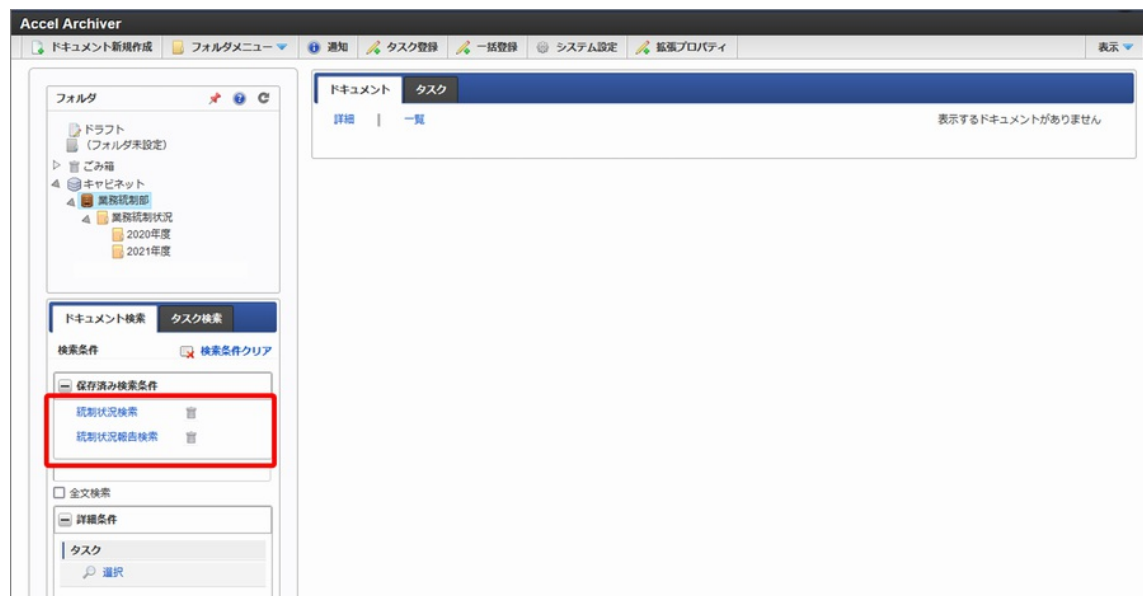 Accel Archiver
ドキュメント新規作成 フォルダメニュー 通知 タスク登録 一括登録 システム設定 拡張プロパティ 表示
フォルダ
ドラフト
(フォルダ未設定)
ごみ箱
キャビネット
業務統制部
業務統制状況
2020年度
2021年度
ドキュメント検索 タスク検索
検索条件 検索条件クリア
保存済み検索条件
統制状況検索
統制状況報告検索
全文検索
詳細条件
タスク
選択
ドキュメント タスク
詳細 | 一覧 表示するドキュメントがありません